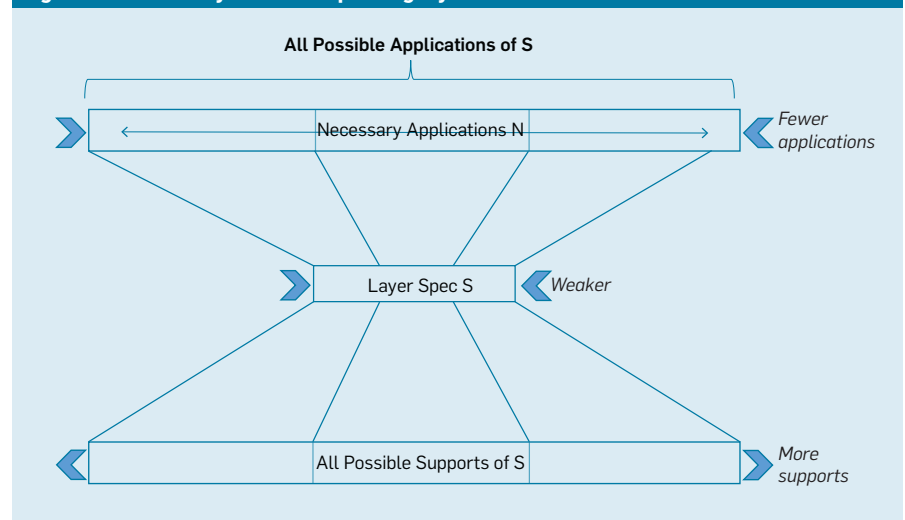 All Possible Applications of S
Necessary Applications N
Fewer
applications
Layer Spec S
Weaker
All Possible Supports of S
More
supports